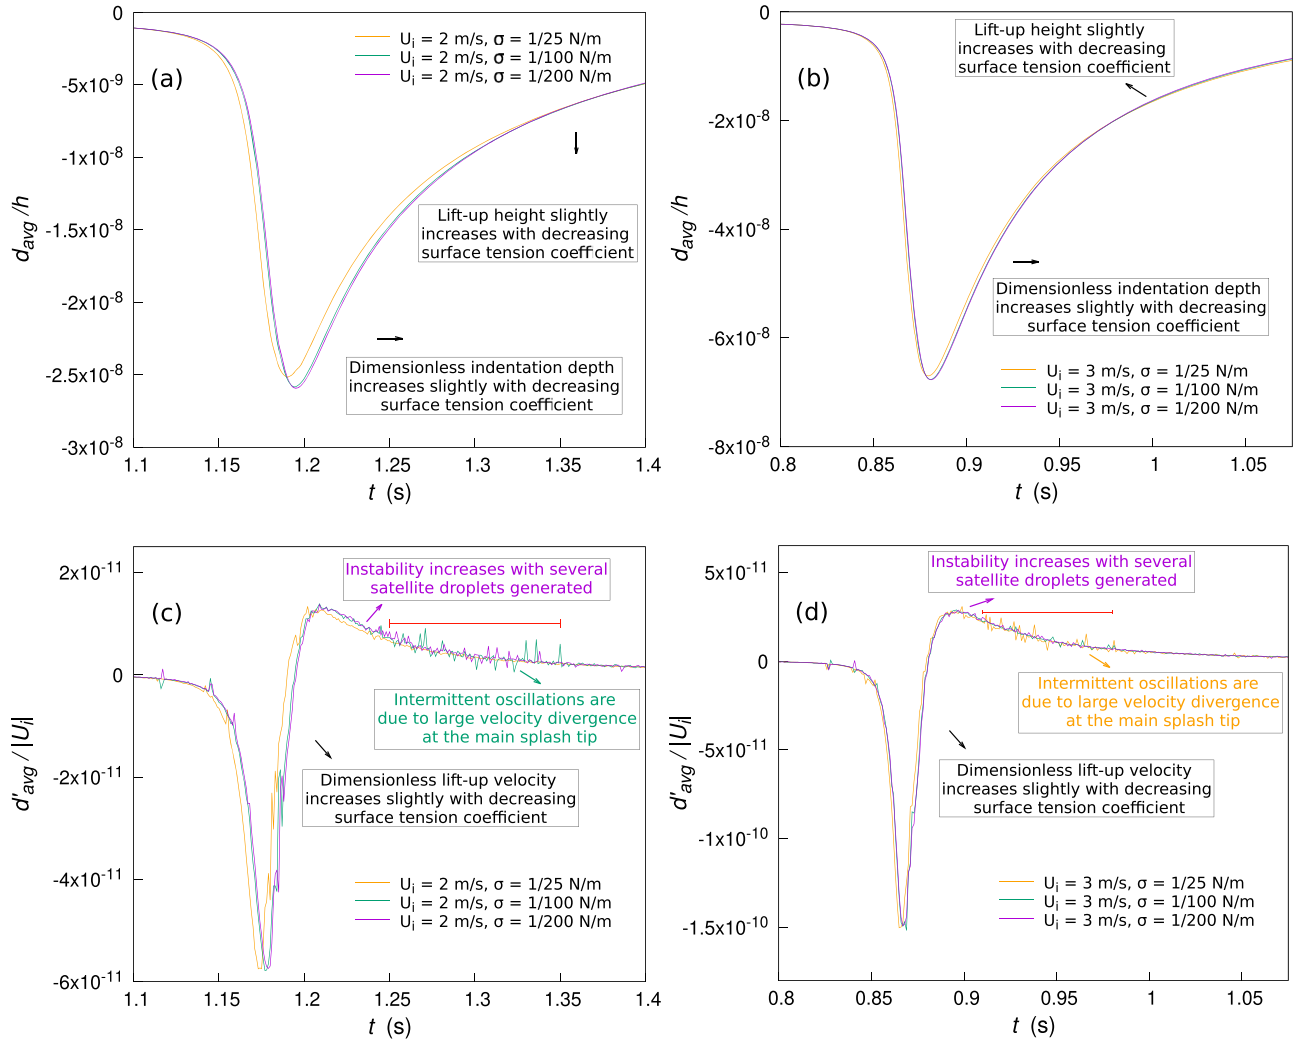 0
-5x10-9
-1x10-8
-1.5x10-8
-2x10-8
-2.5x10-8
-3x10-8
davg/h
(a)
Ui = 2 m/s, σ = 1/25 N/m
Ui = 2 m/s, σ = 1/100 N/m
Ui = 2 m/s, σ = 1/200 N/m
Lift-up height slightly
increases with decreasing
surface tension coefficient
Dimensionless indentation depth
increases slightly with decreasing
surface tension coefficient
1.1
1.15
1.2
1.25
1.3
1.35
1.4
t (s)
0
-2x10-8
-4x10-8
-6x10-8
-8x10-8
davg/h
(b)
Lift-up height slightly
increases with decreasing
surface tension coefficient
Dimensionless indentation depth
increases slightly with decreasing
surface tension coefficient
Ui = 3 m/s, σ = 1/25 N/m
Ui = 3 m/s, σ = 1/100 N/m
Ui = 3 m/s, σ = 1/200 N/m
0.8
0.85
0.9
0.95
1
1.05
t (s)
2x10-11
0
-2x10-11
-4x10-11
-6x10-11
d'avg / |Ui|
(c)
Instability increases with several
satellite droplets generated
Intermittent oscillations are
due to large velocity divergence
at the main splash tip
Dimensionless lift-up velocity
increases slightly with decreasing
surface tension coefficient
Ui = 2 m/s, σ = 1/25 N/m
Ui = 2 m/s, σ = 1/100 N/m
Ui = 2 m/s, σ = 1/200 N/m
1.1
1.15
1.2
1.25
1.3
1.35
1.4
t (s)
5x10-11
0
-5x10-11
-1x10-10
-1.5x10-10
d'avg / |Ui|
(d)
Instability increases with several
satellite droplets generated
Intermittent oscillations are
due to large velocity divergence
at the main splash tip
Dimensionless lift-up velocity
increases slightly with decreasing
surface tension coefficient
Ui = 3 m/s, σ = 1/25 N/m
Ui = 3 m/s, σ = 1/100 N/m
Ui = 3 m/s, σ = 1/200 N/m
0.8
0.85
0.9
0.95
1
1.05
t (s)